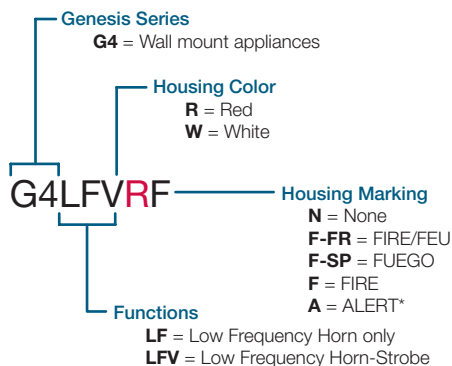 Genesis Series
G4 = Wall mount appliances
Housing Color
R = Red
W = White
G4LFVRF
Housing Marking
N = None
F-FR = FIRE/FEU
F-SP = FUEGO
F = FIRE
A = ALERT*
Functions
LF = Low Frequency Horn only
LFV = Low Frequency Horn-Strobe